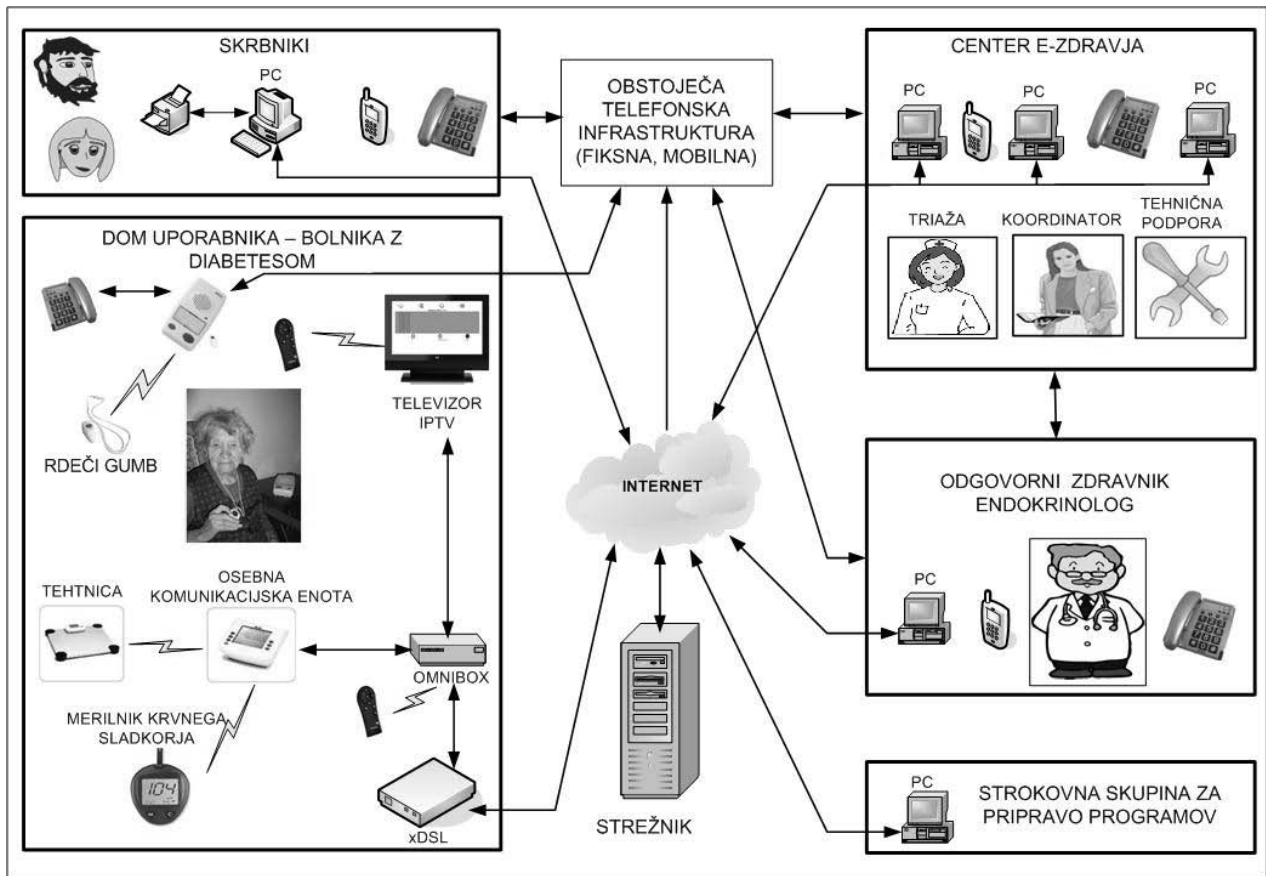 SKRBNIKI
PC
OBSTOJEČA
TELEFONSKA
INFRASTRUKTURA
(FIKSNA, MOBILNA)
CENTER E-ZDRAVJA
PC
PC
PC
TRIAŽA
KOORDINATOR
TEHNIČNA
PODPORA
DOM UPORABNIKA – BOLNIKA Z
DIABETESOM
TELEVIZOR
IPTV
RDEČI GUMB
INTERNET
ODGOVORNI ZDRAVNIK
ENDOKRINOLOG
PC
TEHTNICA
OSEBNA
KOMUNIKACIJSKA ENOTA
OMNIBOX
MERILNIK KRVNEGA
SLADKORJA
104
xDSL
STREŽNIK
PC
STROKOVNA SKUPINA ZA
PRIPRAVO PROGRAMOV